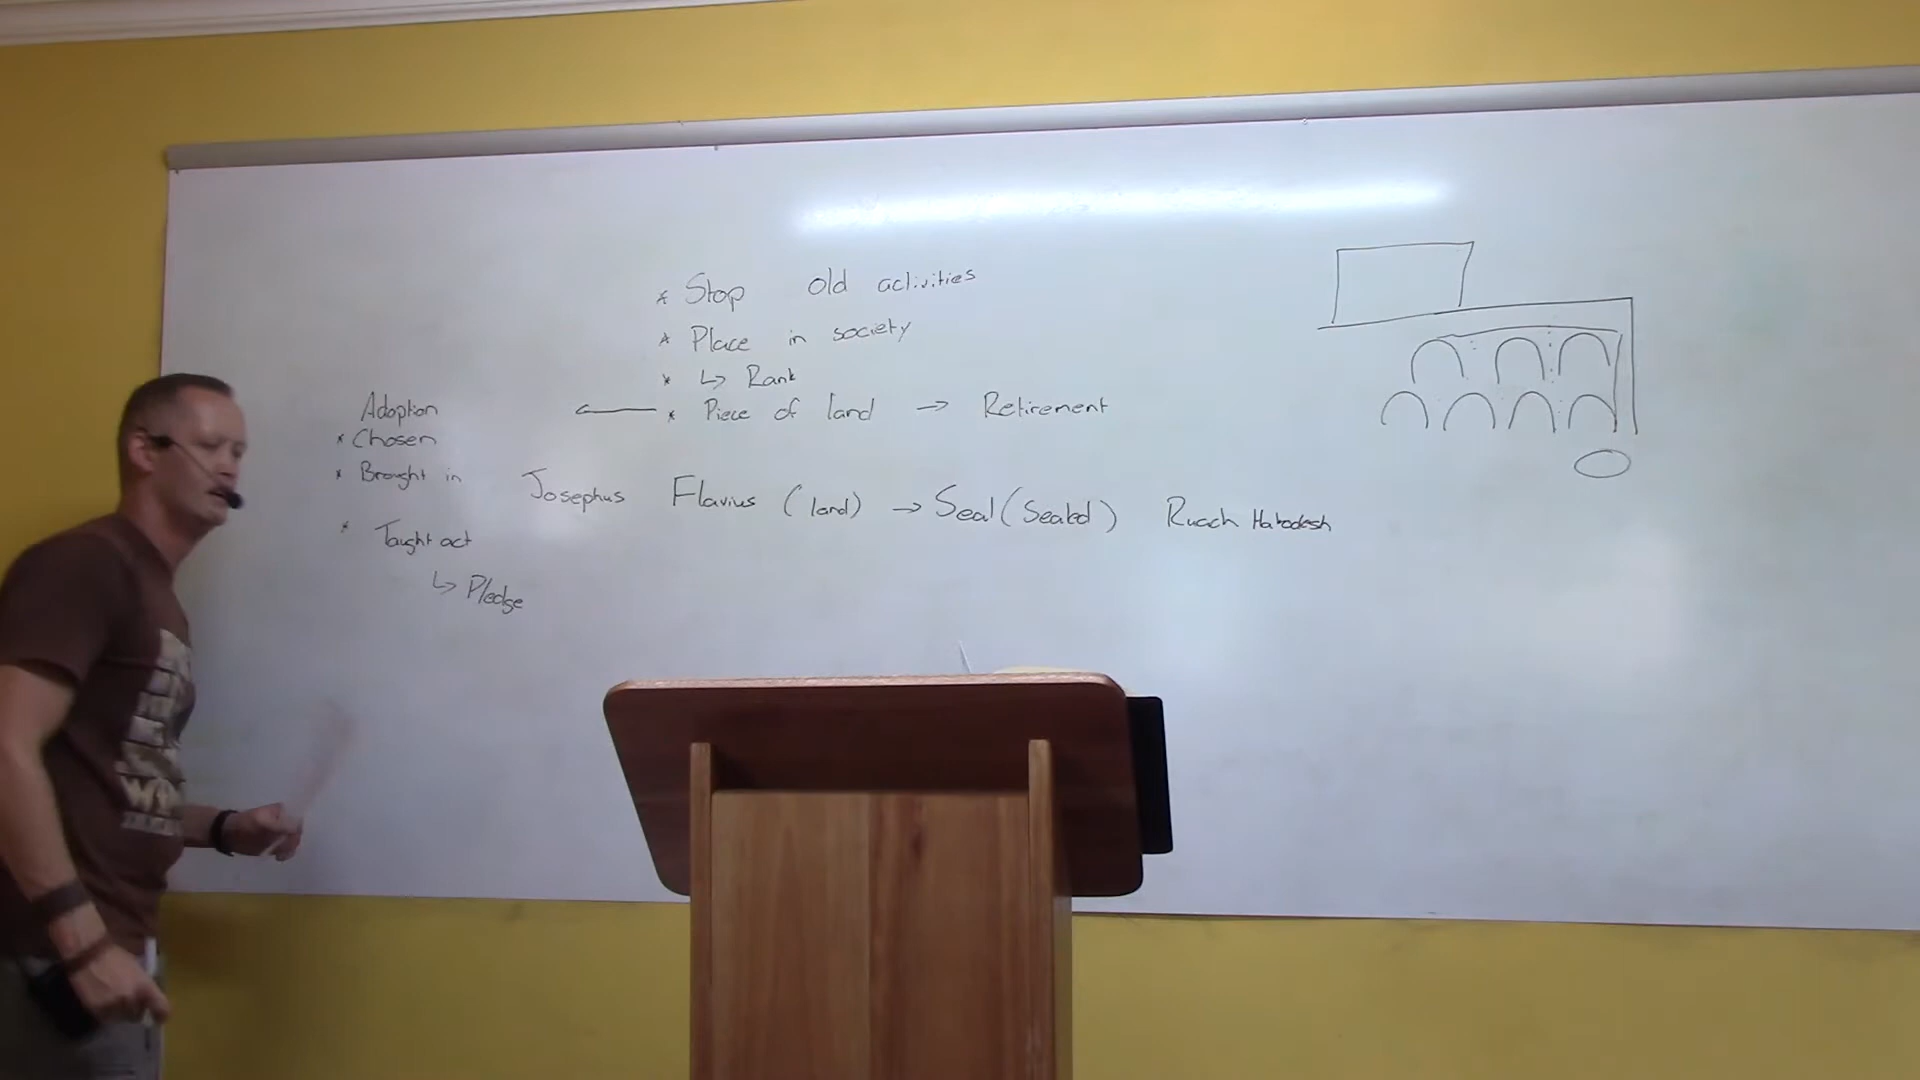 * Stop old activities
* Place in society
* ↳ Rank
← * Piece of land → Retirement
Adoption
* Chosen
* Brought in
* Taught act
↳ Pledge
Josephus Flavius (land) → Seal (Sealed) Ruach Hakodesh